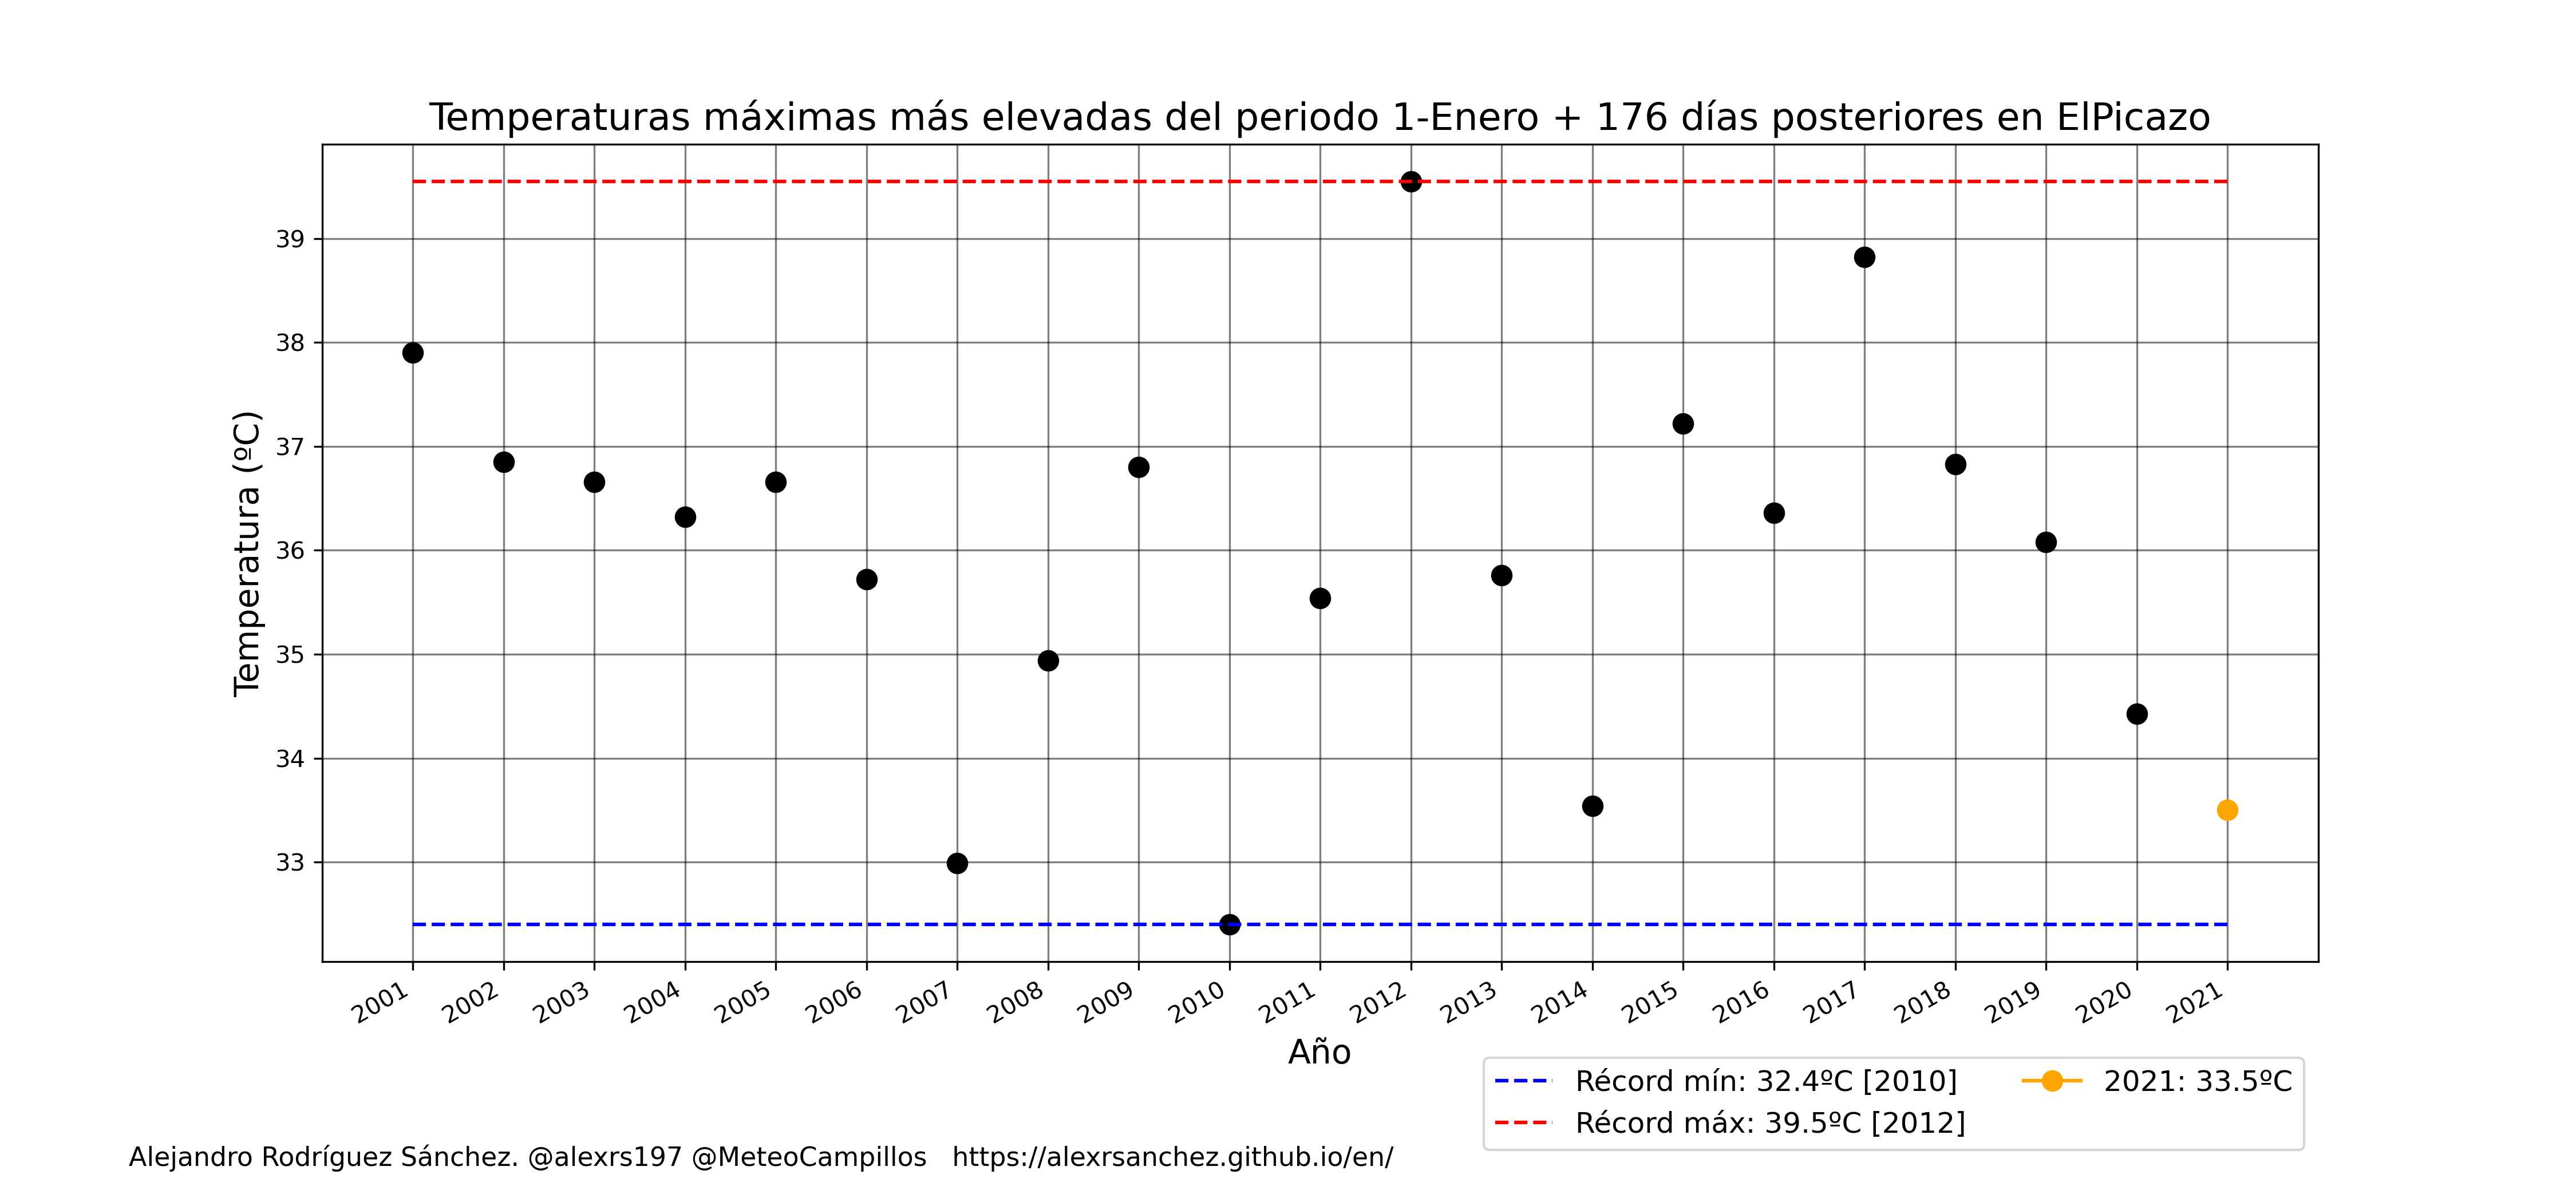 Temperaturas máximas más elevadas del periodo 1-Enero + 176 días posteriores en ElPicazo
Temperatura (ºC)
39
38
37
36
35
34
33
2001 2002 2003 2004 2005 2006 2007 2008 2009 2010 2011 2012 2013 2014 2015 2016 2017 2018 2019 2020 2021
Año
Récord mín: 32.4ºC [2010]
Récord máx: 39.5ºC [2012]
2021: 33.5ºC
Alejandro Rodríguez Sánchez. @alexrs197 @MeteoCampillos https://alexrsanchez.github.io/en/